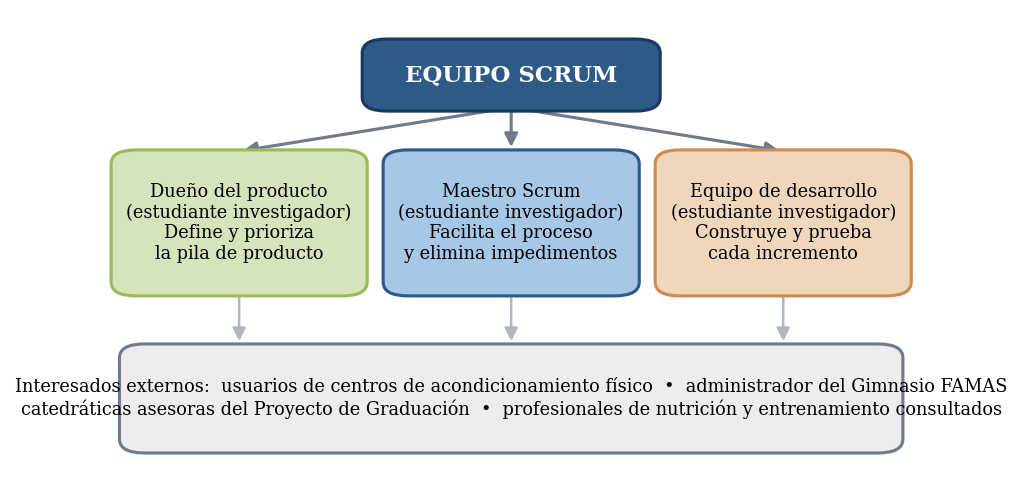 EQUIPO SCRUM
Dueño del producto
(estudiante investigador)
Define y prioriza
la pila de producto
Maestro Scrum
(estudiante investigador)
Facilita el proceso
y elimina impedimentos
Equipo de desarrollo
(estudiante investigador)
Construye y prueba
cada incremento
Interesados externos:  usuarios de centros de acondicionamiento físico  •  administrador del Gimnasio FAMAS
catedráticas asesoras del Proyecto de Graduación  •  profesionales de nutrición y entrenamiento consultados